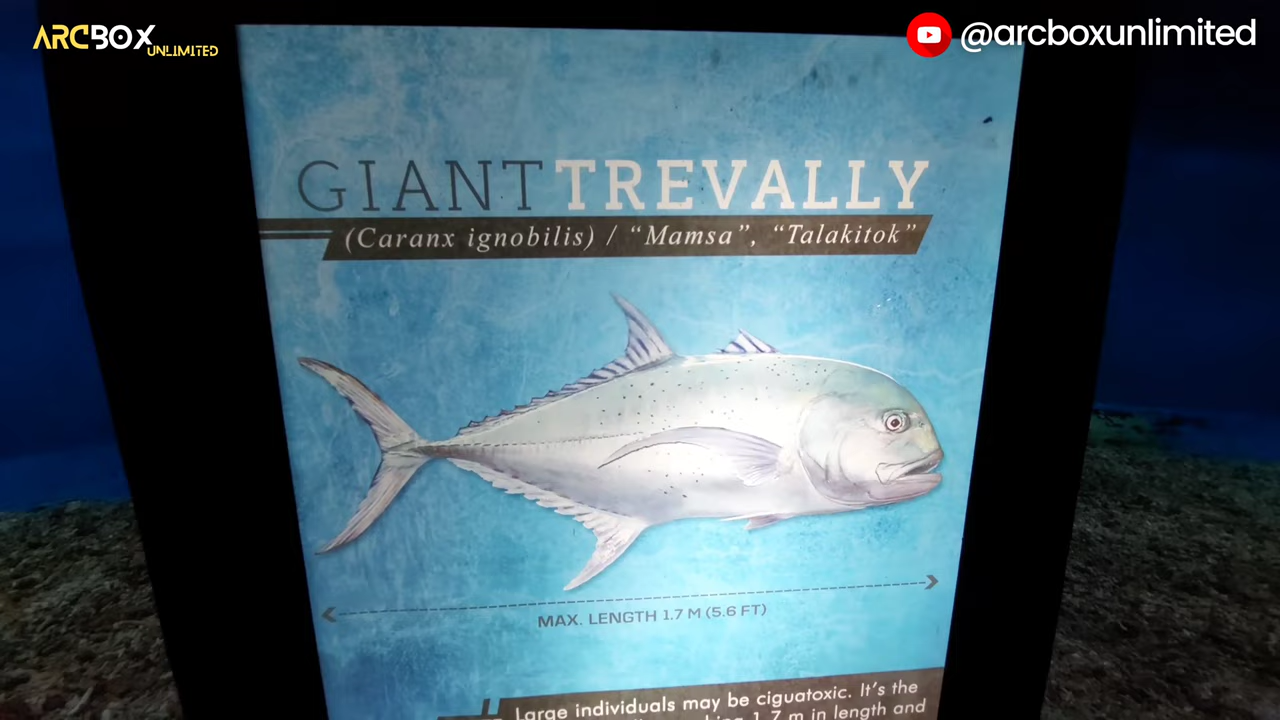 ARCBOX
UNLIMITED
@arcboxunlimited
GIANT TREVALLY
(Caranx ignobilis) / “Mamsa”, “Talakitok”
MAX. LENGTH 1.7 M (5.6 FT)
Large individuals may be ciguatoxic. It's the
1.7 m in length and